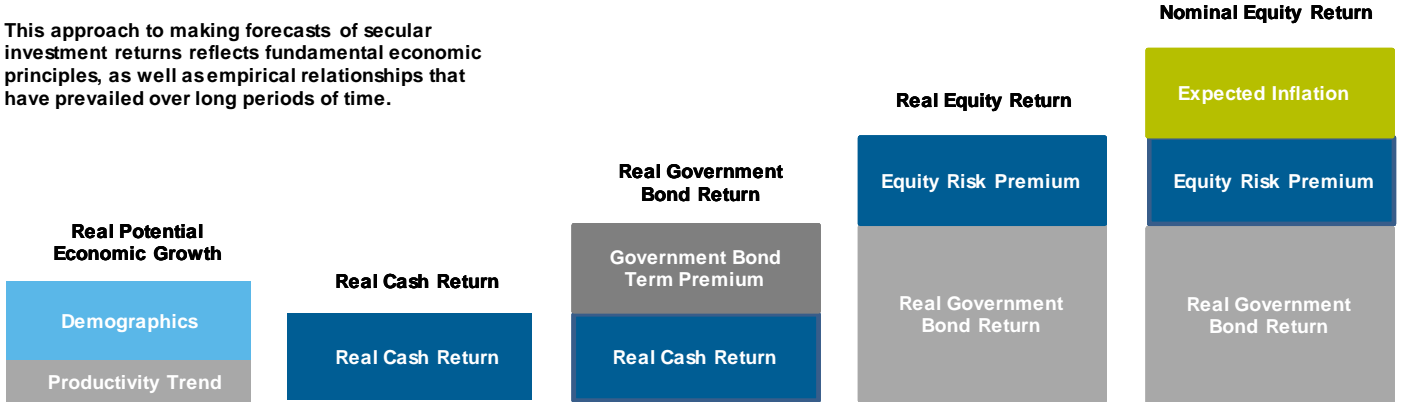 This approach to making forecasts of secular
investment returns reflects fundamental economic
principles, as well as empirical relationships that
have prevailed over long periods of time.
Real Potential
Economic Growth
Demographics
Productivity Trend
Real Cash Return
Real Cash Return
Real Government
Bond Return
Government Bond
Term Premium
Real Cash Return
Real Equity Return
Equity Risk Premium
Real Government
Bond Return
Nominal Equity Return
Expected Inflation
Equity Risk Premium
Real Government
Bond Return